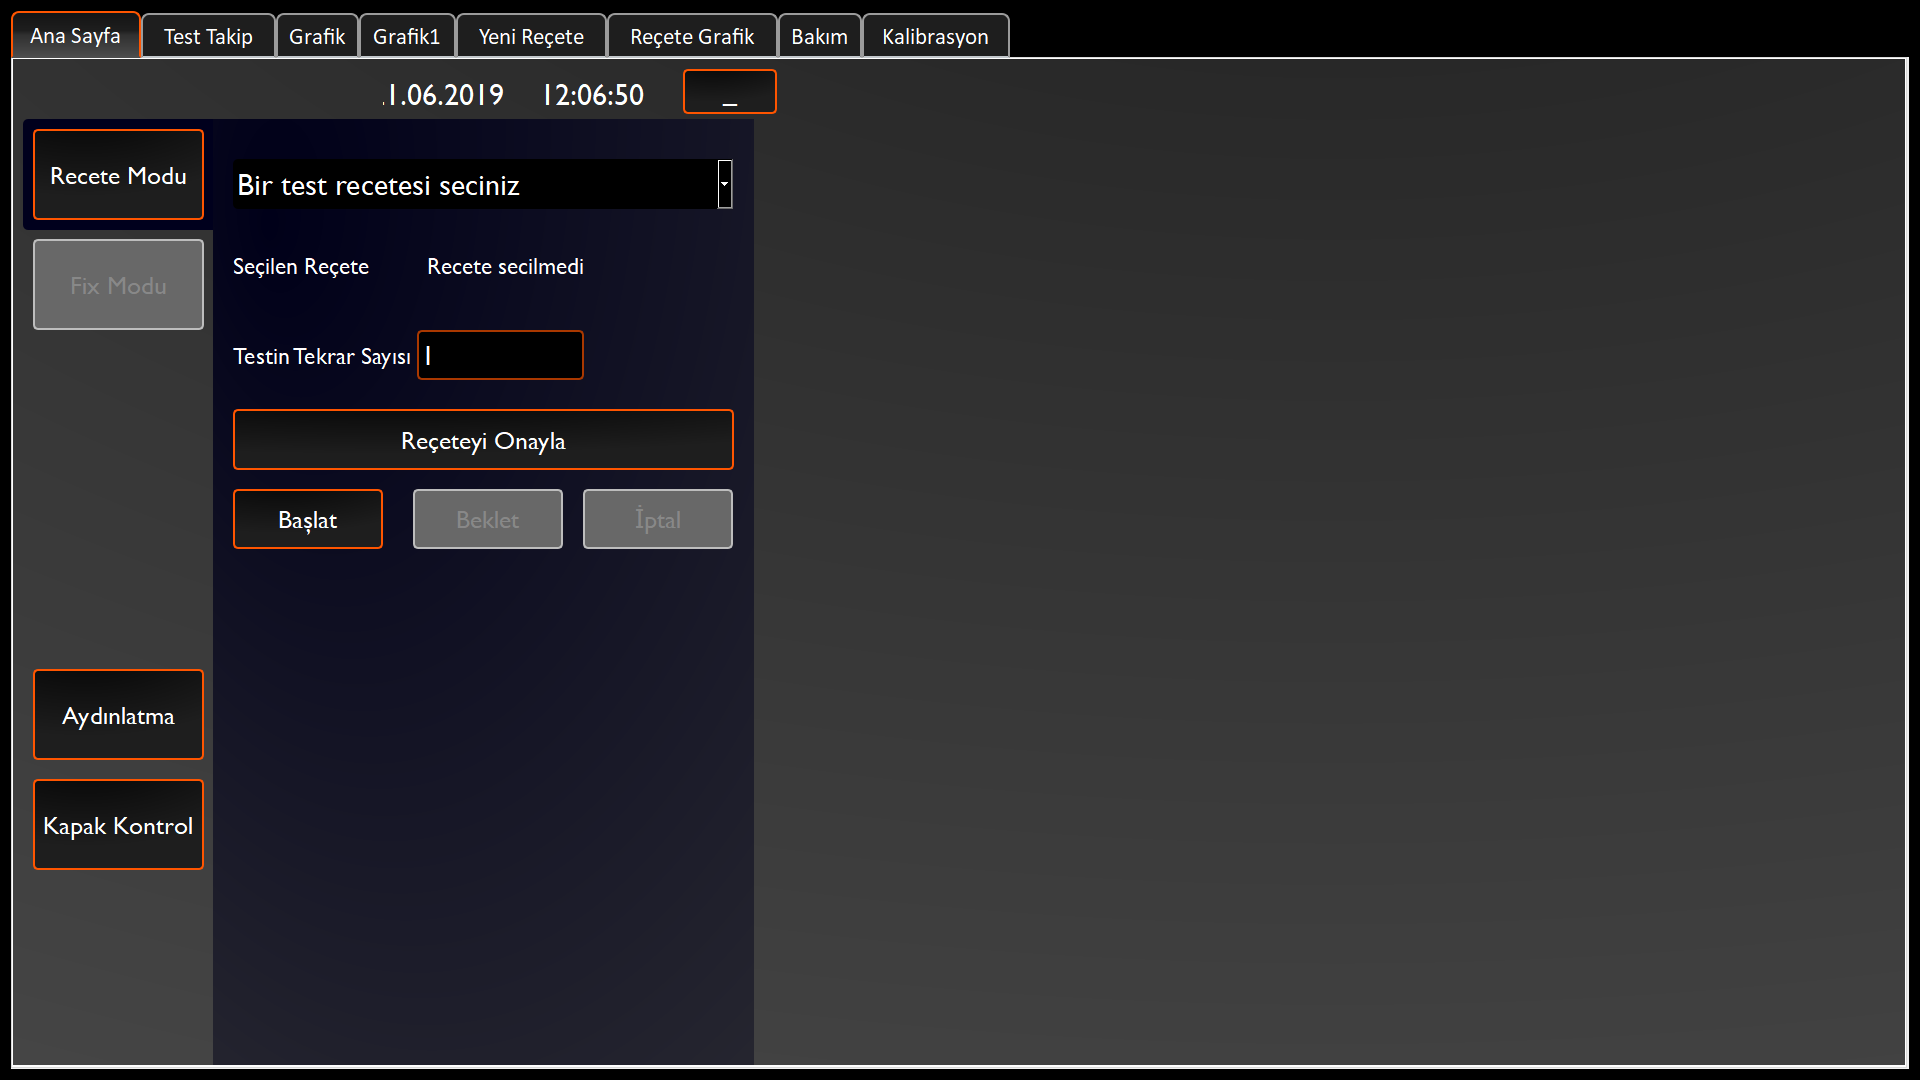 Ana Sayfa Test Takip Grafik Grafik1 Yeni Reçete Reçete Grafik Bakım Kalibrasyon
.1.06.2019 12:06:50 _
Recete Modu
Bir test recetesi seciniz
Fix Modu
Seçilen Reçete Recete secilmedi
Testin Tekrar Sayısı 1
Reçeteyi Onayla
Başlat Beklet İptal
Aydınlatma
Kapak Kontrol